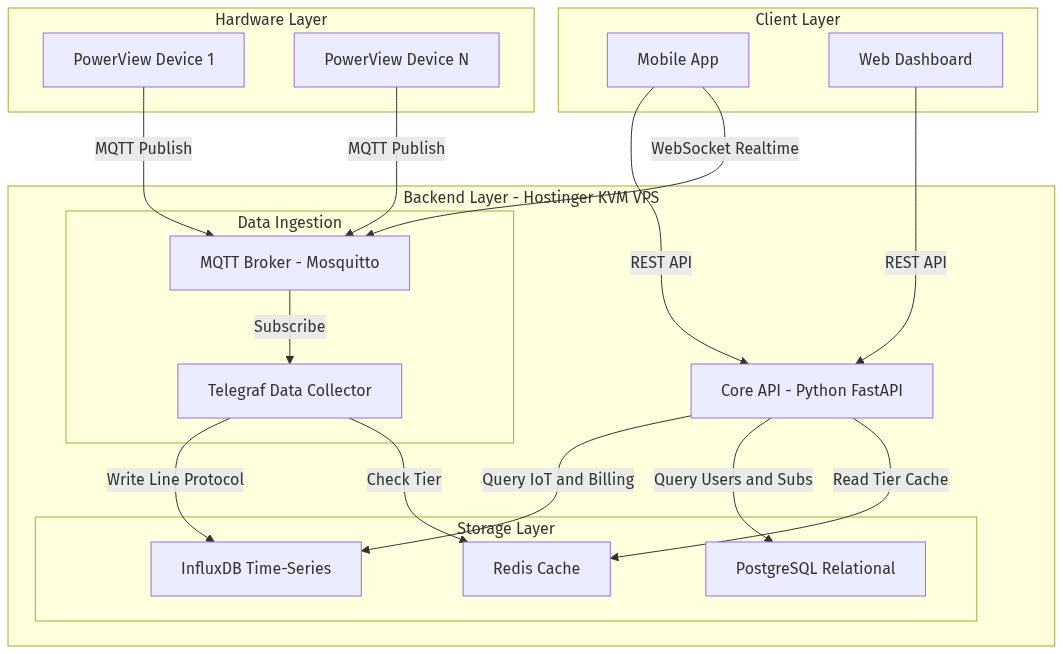 Hardware Layer
Client Layer
PowerView Device 1
PowerView Device N
Mobile App
Web Dashboard
MQTT Publish
MQTT Publish
WebSocket Realtime
Backend Layer - Hostinger KVM VPS
Data Ingestion
MQTT Broker - Mosquitto
REST API
REST API
Subscribe
Telegraf Data Collector
Core API - Python FastAPI
Write Line Protocol
Check Tier
Query IoT and Billing
Query Users and Subs
Read Tier Cache
Storage Layer
InfluxDB Time-Series
Redis Cache
PostgreSQL Relational